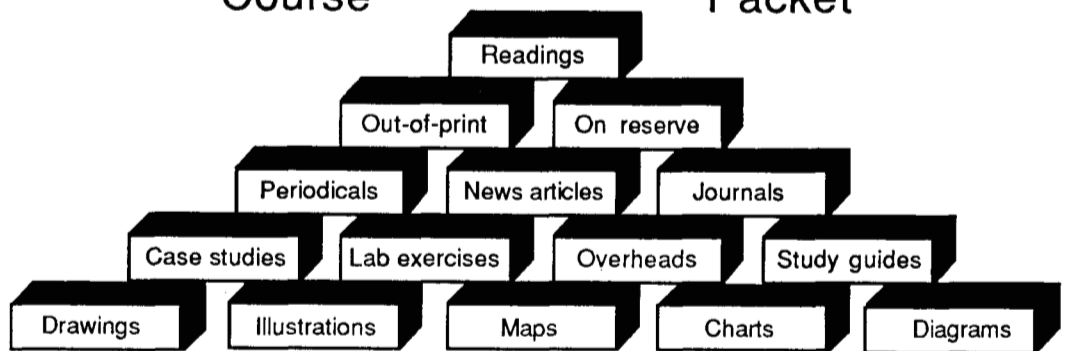 Course Packet
Readings
Out-of-print On reserve
Periodicals News articles Journals
Case studies Lab exercises Overheads Study guides
Drawings Illustrations Maps Charts Diagrams